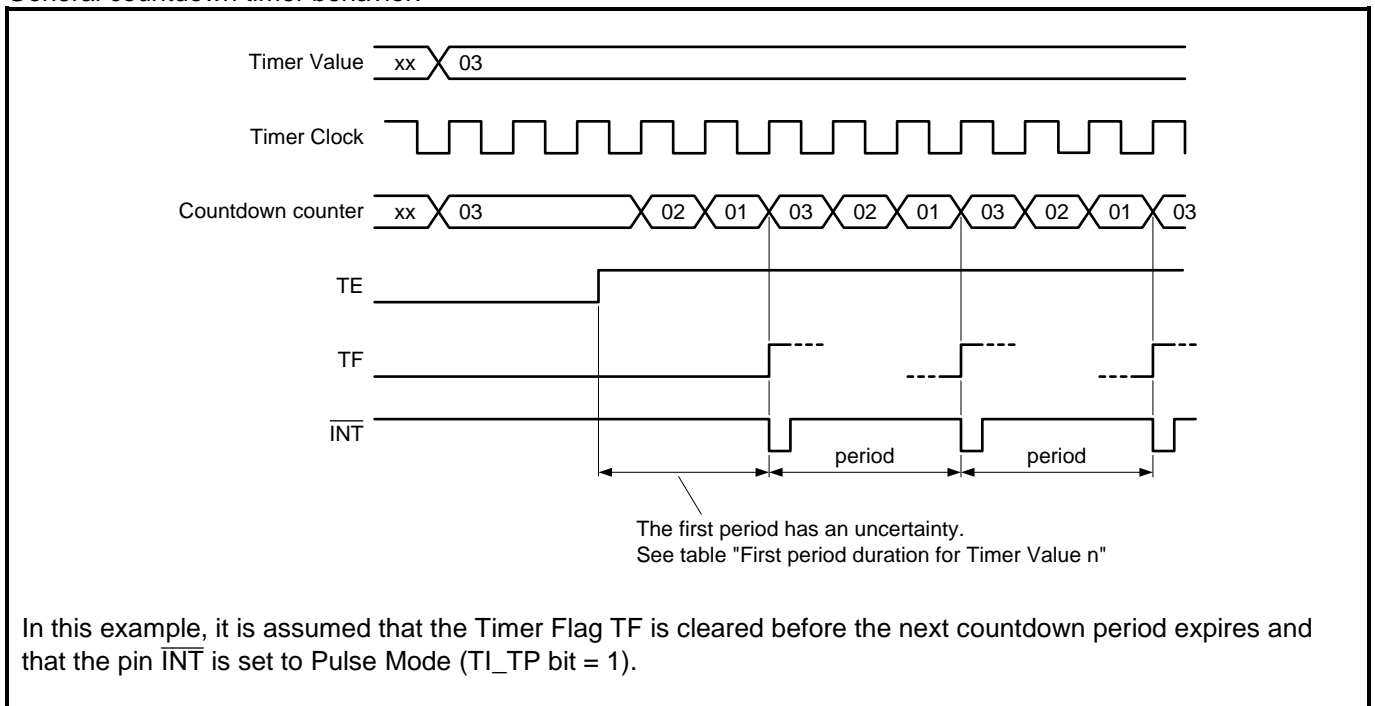 General countdown timer behavior:
Timer Value xx 03
Timer Clock
Countdown counter xx 03 02 01 03 02 01 03 02 01 03
TE
TF
INT
period period
The first period has an uncertainty.
See table "First period duration for Timer Value n"
In this example, it is assumed that the Timer Flag TF is cleared before the next countdown period expires and
that the pin INT is set to Pulse Mode (TI_TP bit = 1).